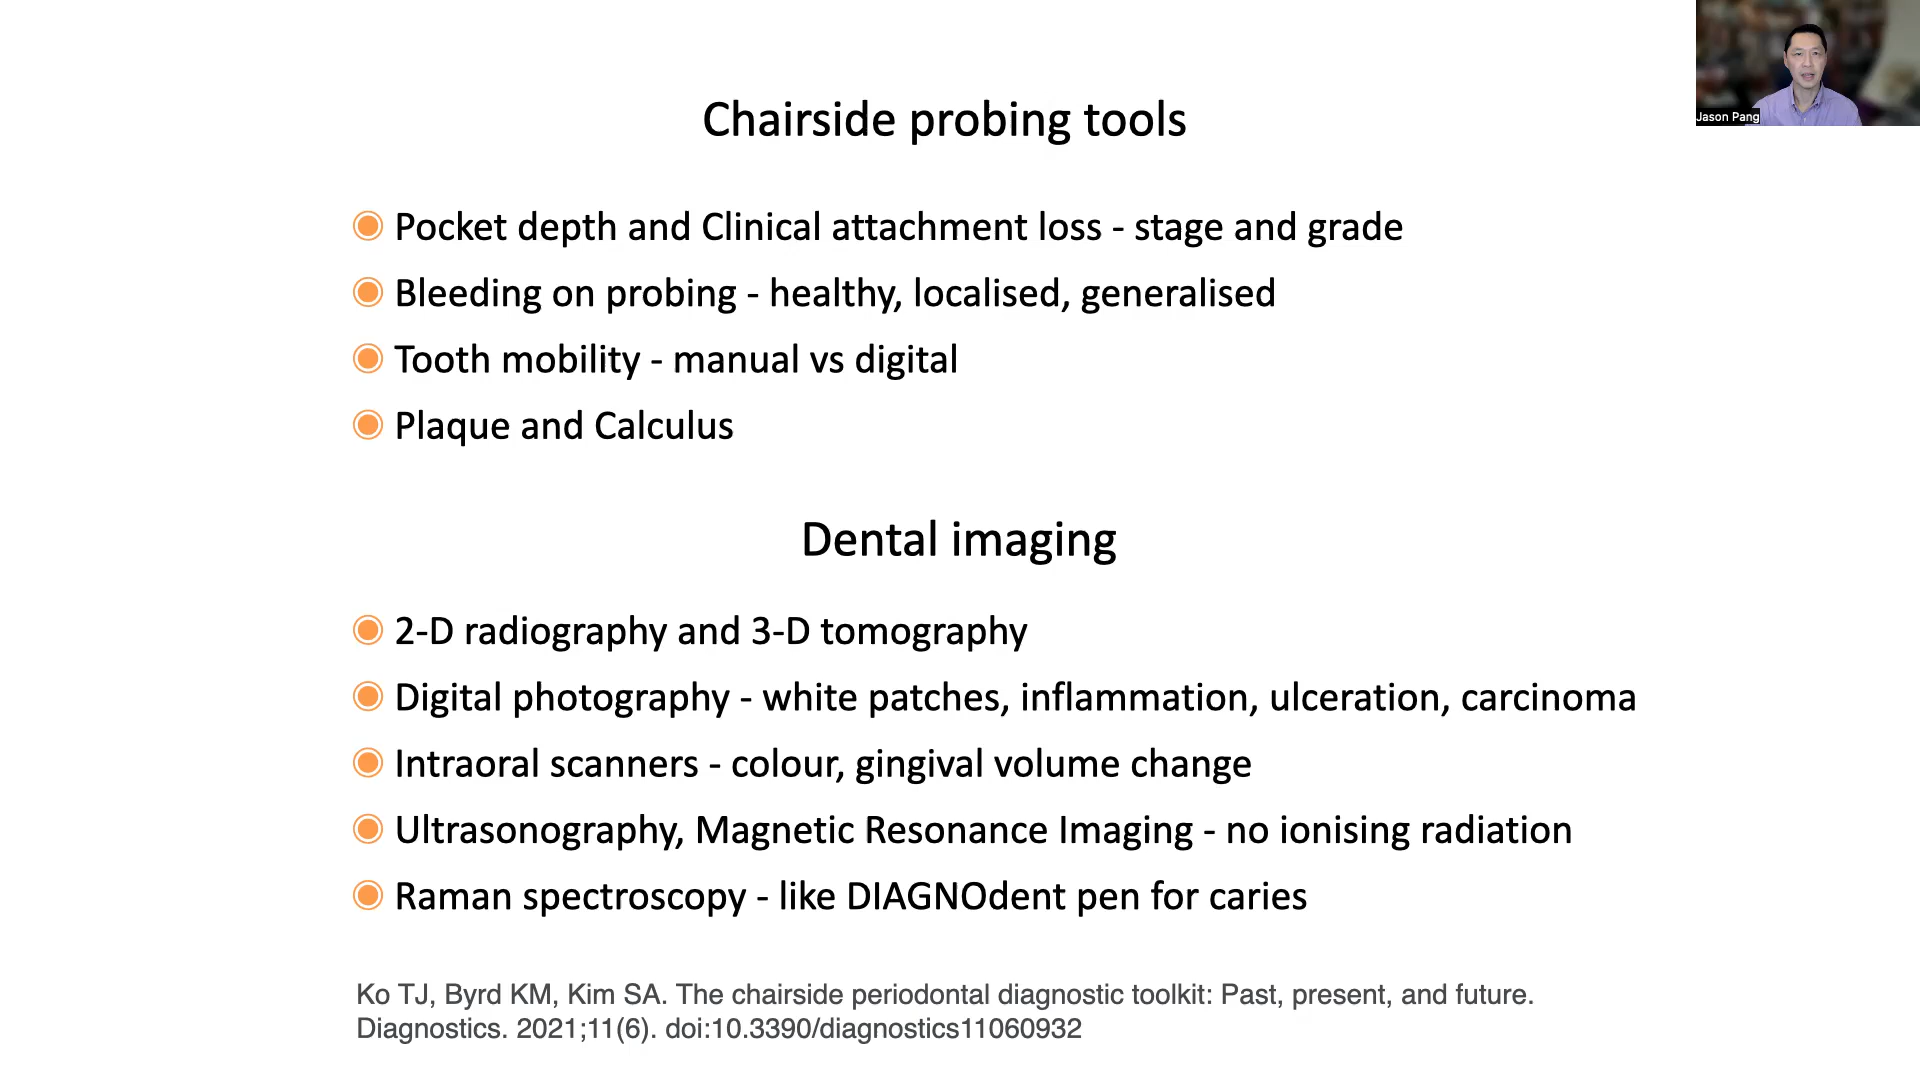 Jason Pang
Chairside probing tools
Pocket depth and Clinical attachment loss - stage and grade
Bleeding on probing - healthy, localised, generalised
Tooth mobility - manual vs digital
Plaque and Calculus
Dental imaging
2-D radiography and 3-D tomography
Digital photography - white patches, inflammation, ulceration, carcinoma
Intraoral scanners - colour, gingival volume change
Ultrasonography, Magnetic Resonance Imaging - no ionising radiation
Raman spectroscopy - like DIAGNOdent pen for caries
Ko TJ, Byrd KM, Kim SA. The chairside periodontal diagnostic toolkit: Past, present, and future.
Diagnostics. 2021;11(6). doi:10.3390/diagnostics11060932